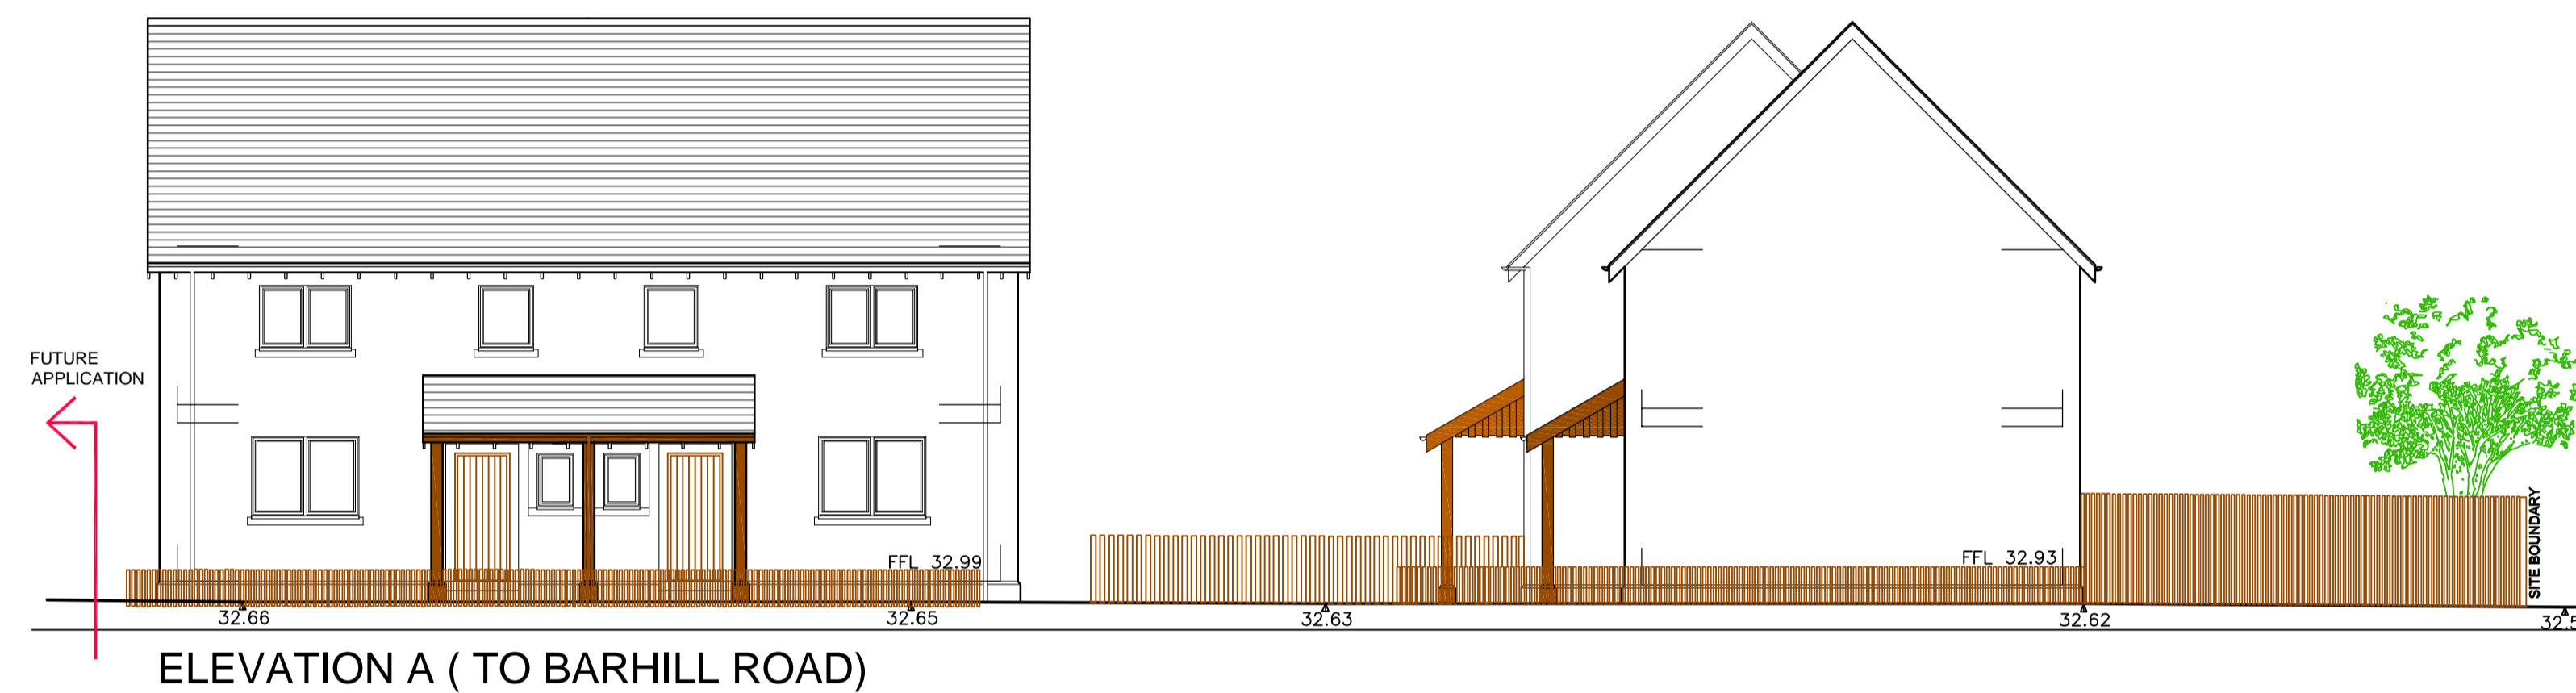 FUTURE
APPLICATION
FFL 32.99
FFL 32.93
SITE BOUNDARY
32.66
32.65
32.63
32.62
ELEVATION A ( TO BARHILL ROAD)